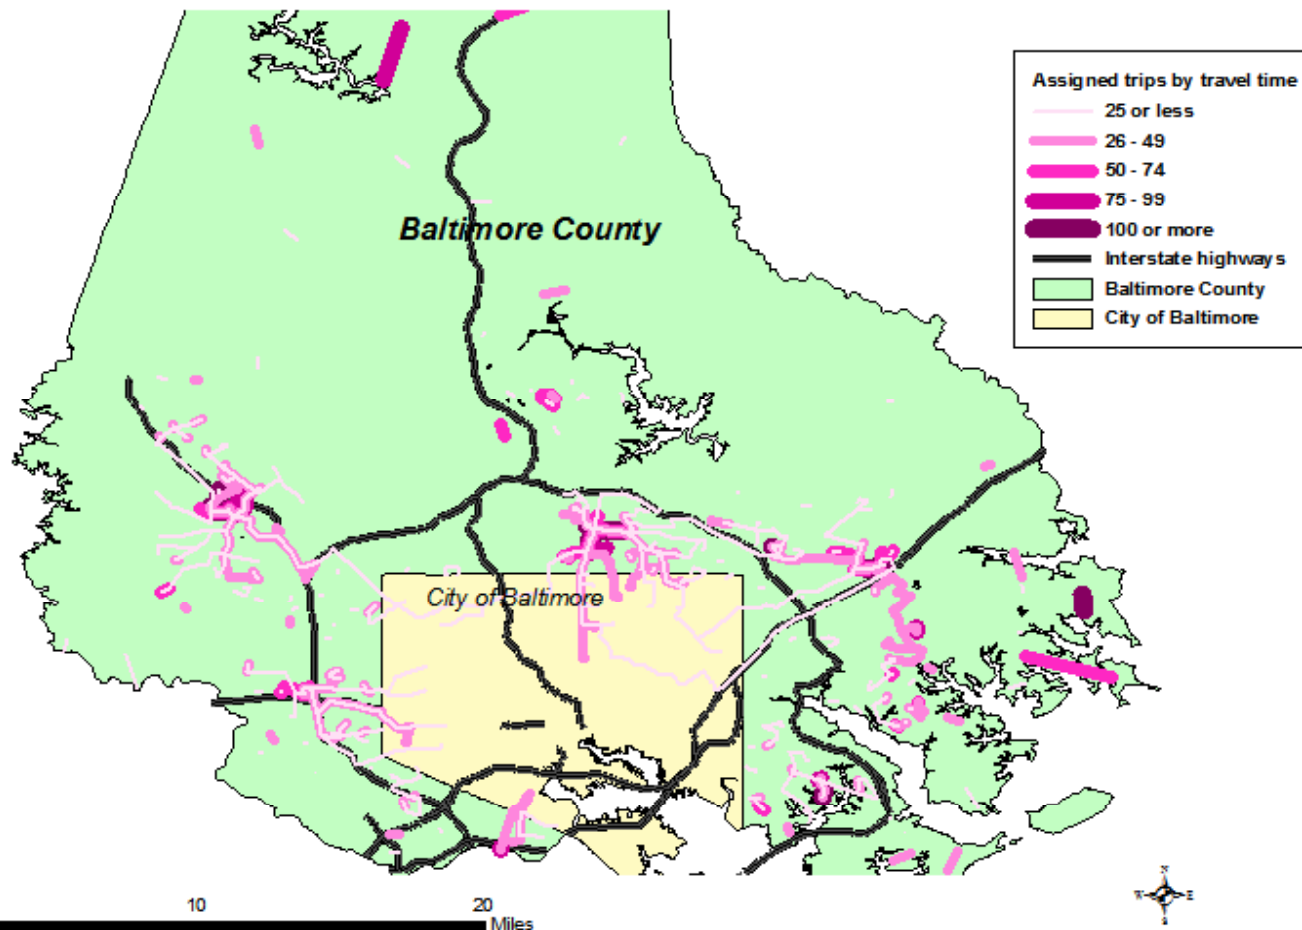 Assigned trips by travel time
25 or less
26 - 49
50 - 74
75 - 99
100 or more
Interstate highways
Baltimore County
City of Baltimore
Baltimore County
City of Baltimore
10
20
Miles
N
W
E
S